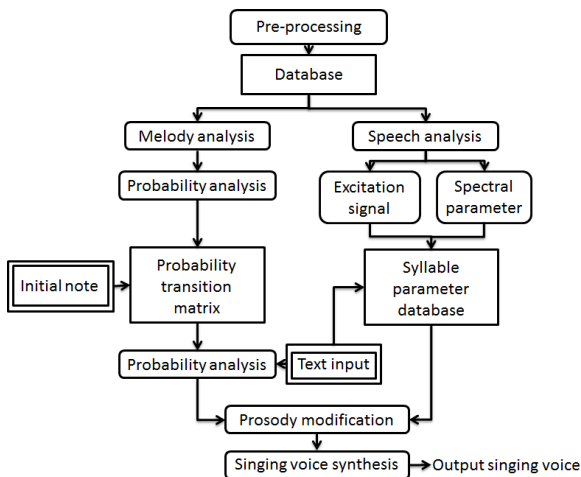 Pre-processing
Database
Melody analysis
Speech analysis
Probability analysis
Excitation
signal
Spectral
parameter
Initial note
Probability
transition
matrix
Syllable
parameter
database
Probability analysis
Text input
Prosody modification
Singing voice synthesis
Output singing voice